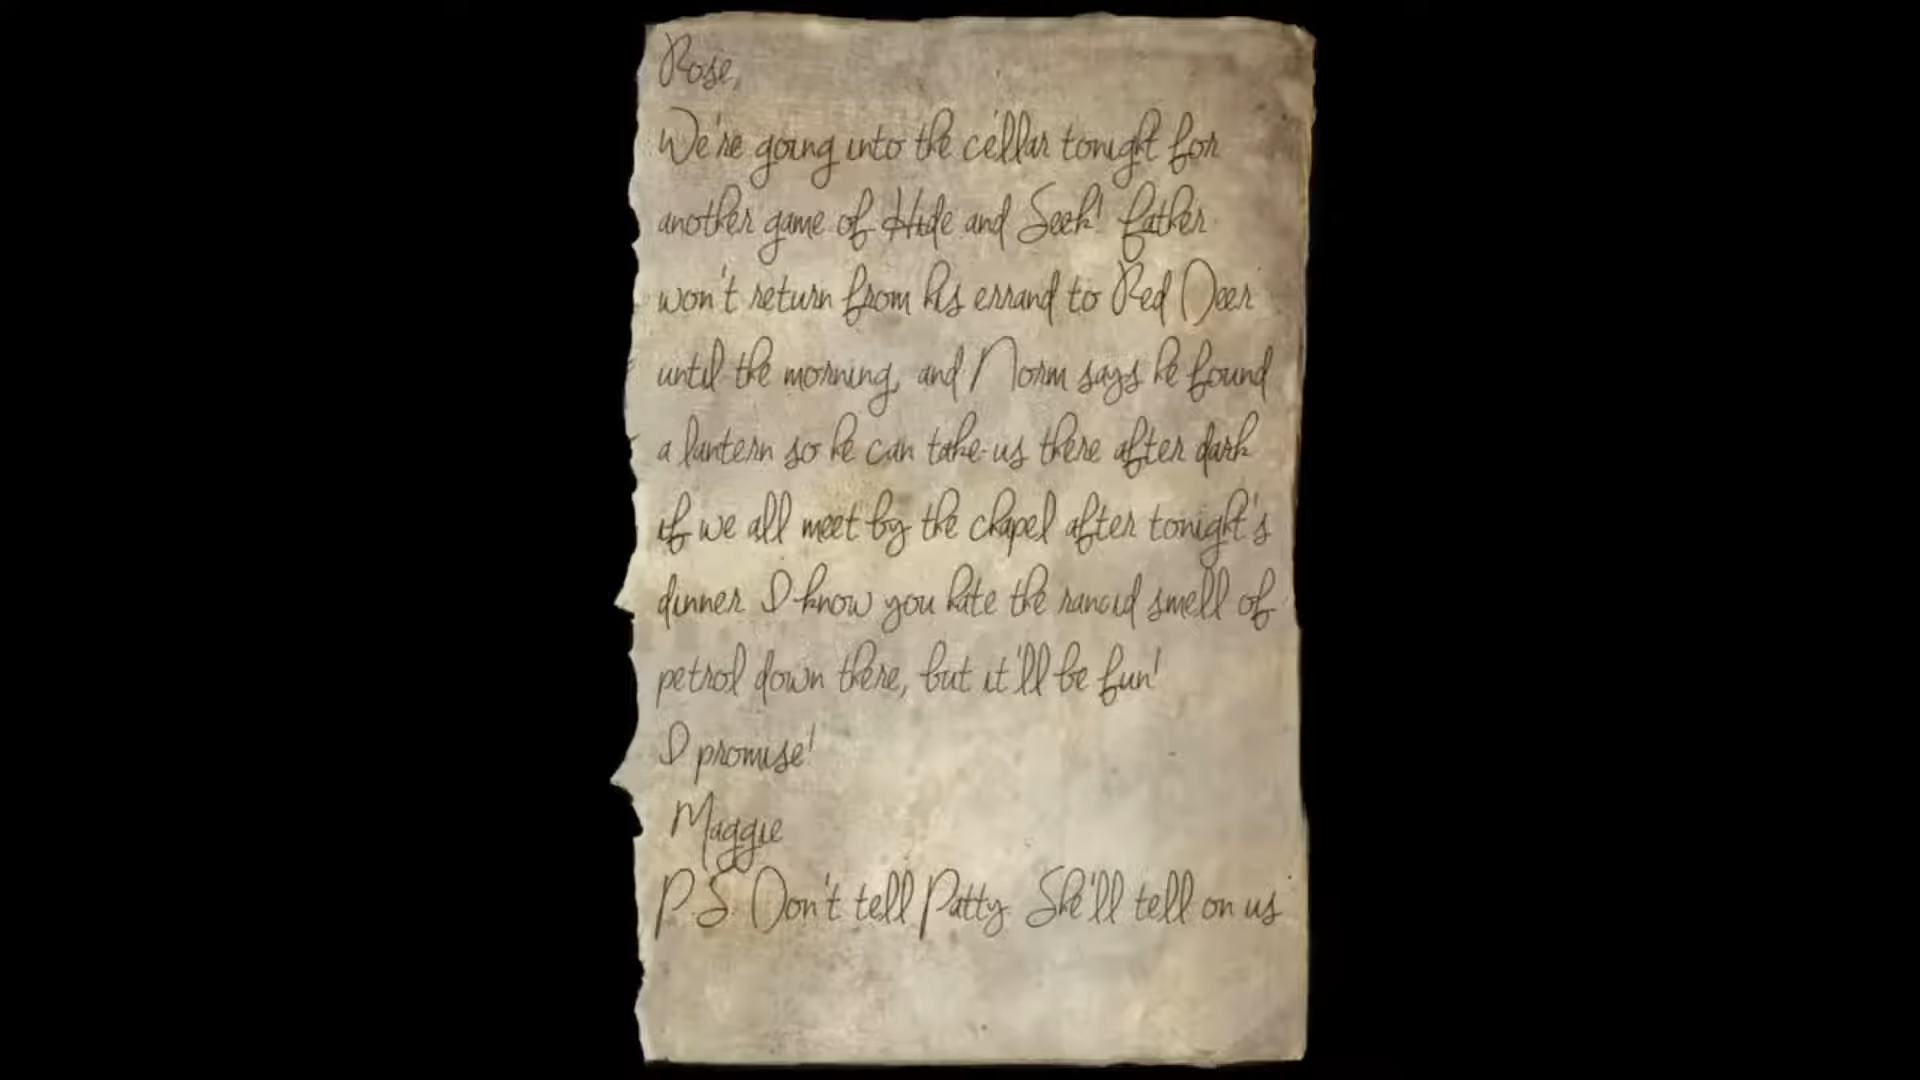 Rose,
We're going into the cellar tonight for
another game of Hide and Seek! Father
won't return from his errand to Red Deer
until the morning, and Norm says he found
a lantern so he can take us there after dark
if we all meet by the chapel after tonight's
dinner. I know you hate the rancid smell of
petrol down there, but it'll be fun!
I promise!
Maggie
P.S. Don't tell Patty. She'll tell on us